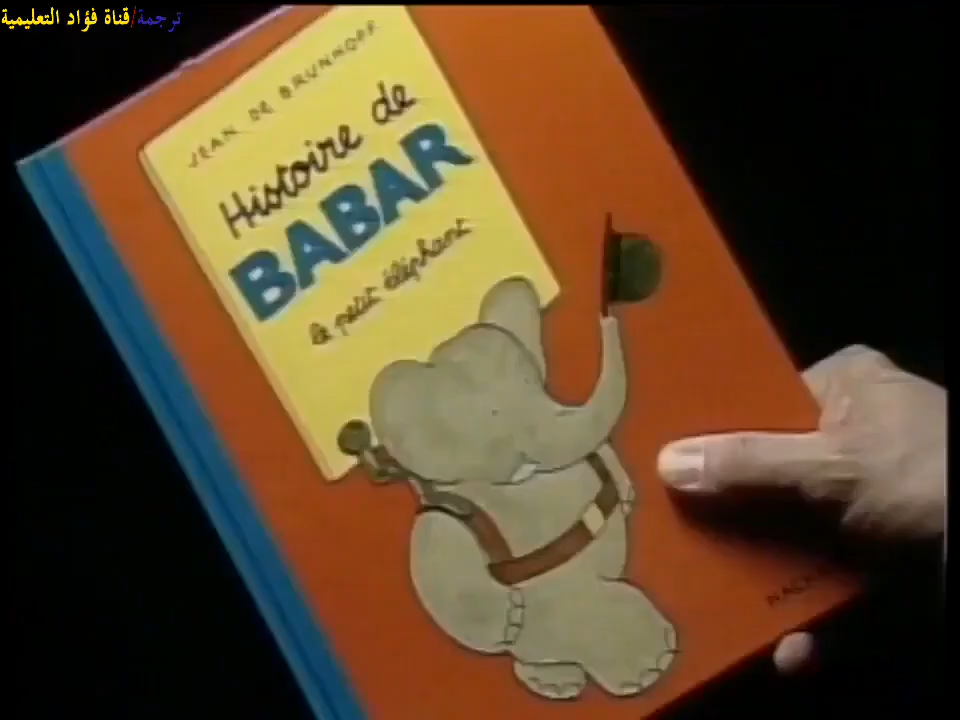 ترجمة/قناة فؤاد التعليمية
JEAN DE BRUNHOFF
Histoire de
BABAR
le petit éléphant